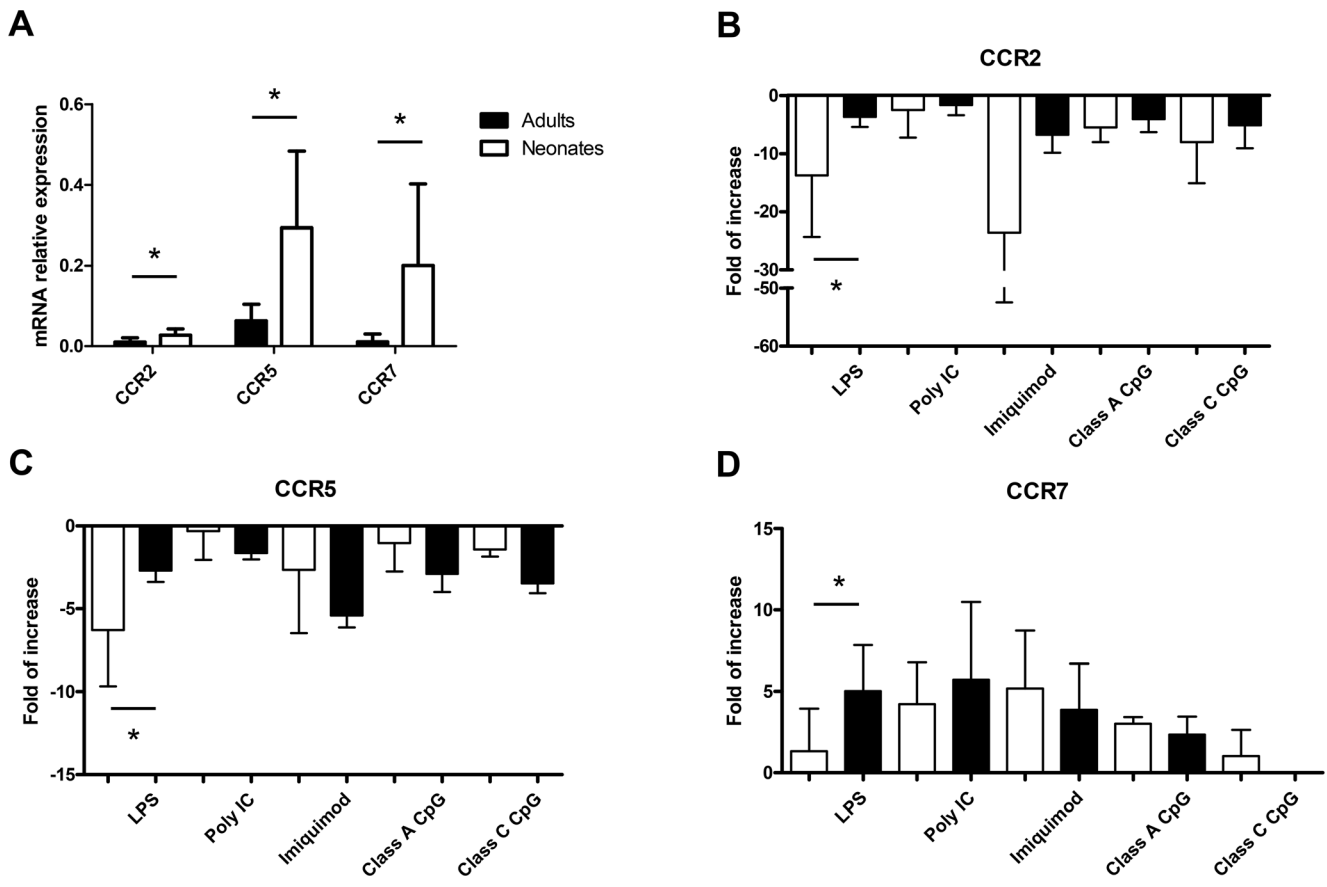 A
*
*
*
0.6
0.4
0.2
0.0
mRNA relative expression
CCR2
CCR5
CCR7
Adults
Neonates
B
CCR2
0
-10
-20
-30
-50
-60
Fold of increase
*
LPS
Poly IC
Imiquimod
Class A CpG
Class C CpG
C
CCR5
0
-5
-10
-15
Fold of increase
*
LPS
Poly IC
Imiquimod
Class A CpG
Class C CpG
D
CCR7
15
10
5
0
Fold of increase
*
LPS
Poly IC
Imiquimod
Class A CpG
Class C CpG